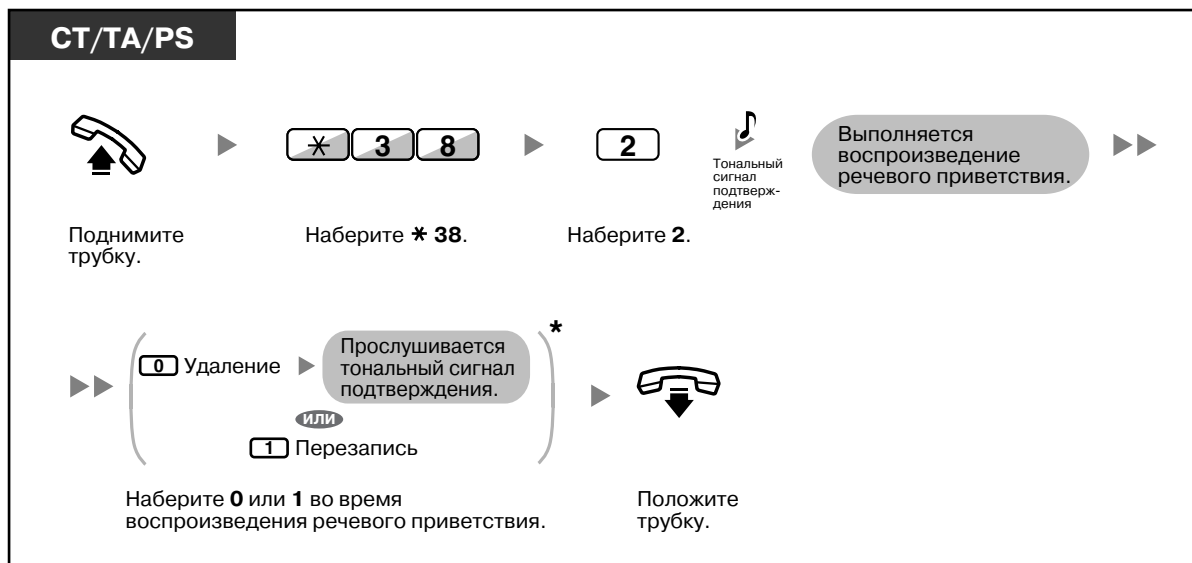 CT/TA/PS
* 3 8
2
Тональный
сигнал
подтверж-
дения
Выполняется
воспроизведение
речевого приветствия.
Поднимите
трубку.
Наберите * 38.
Наберите 2.
*
0 Удаление
Прослушивается
тональный сигнал
подтверждения.
или
1 Перезапись
Наберите 0 или 1 во время
воспроизведения речевого приветствия.
Положите
трубку.